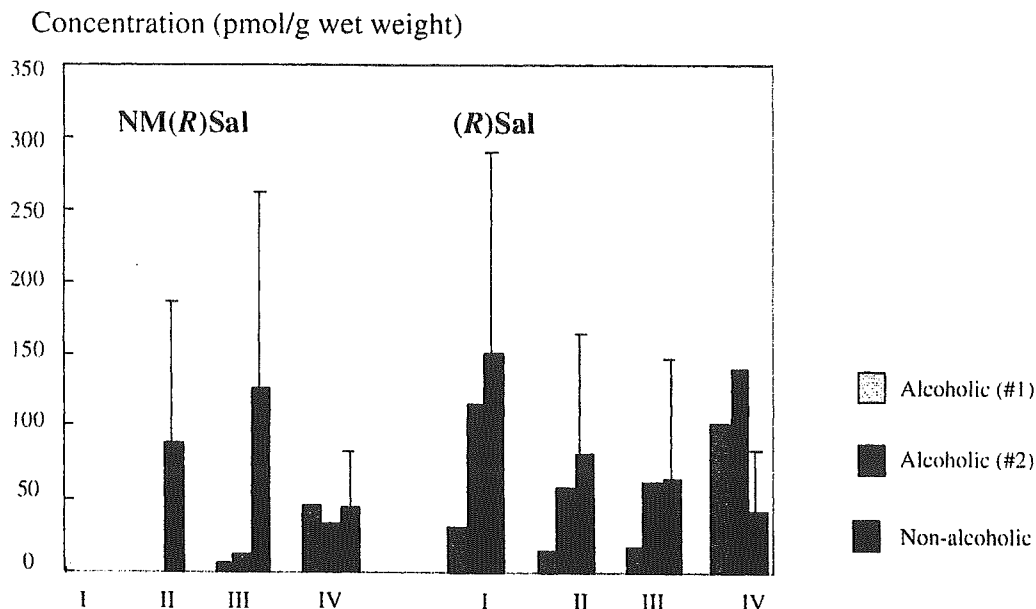 Concentration (pmol/g wet weight)
350
300
250
200
150
100
50
0
NM(R)Sal
(R)Sal
I II III IV I II III IV
Alcoholic (#1)
Alcoholic (#2)
Non-alcoholic